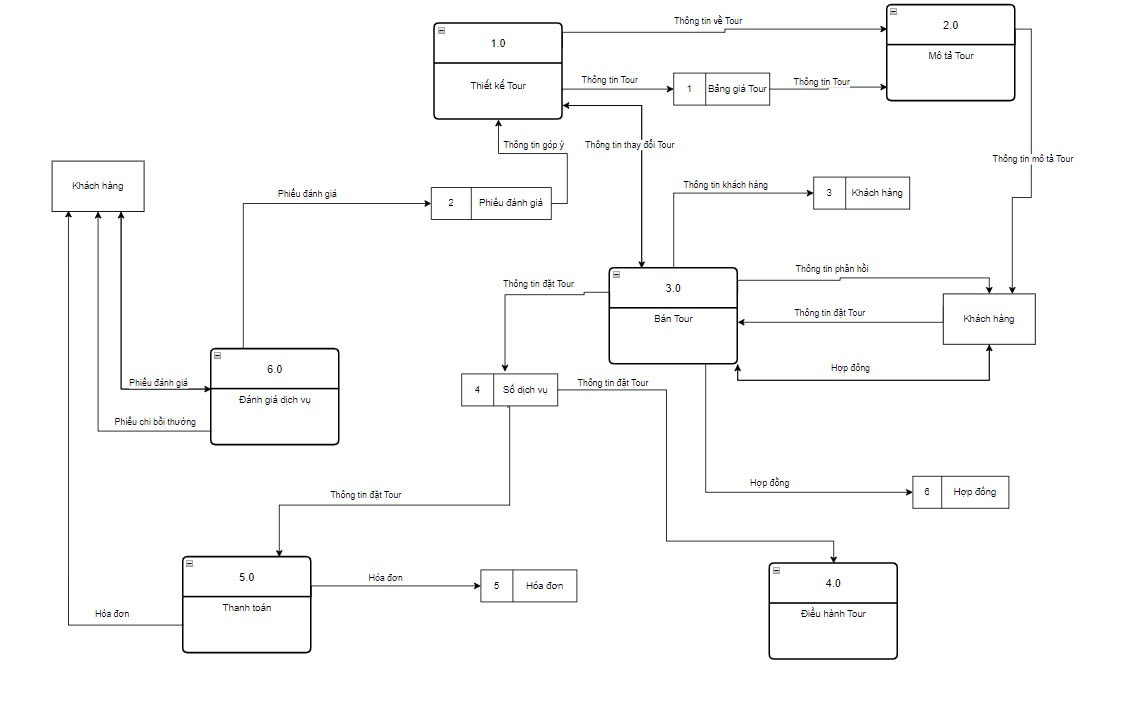 Thông tin về Tour
1.0
Thiết kế Tour
2.0
Mô tả Tour
Thông tin Tour
1
Bảng giá Tour
Thông tin Tour
Thông tin góp ý
Thông tin thay đổi Tour
Thông tin mô tả Tour
Khách hàng
Phiếu đánh giá
2
Phiếu đánh giá
Thông tin khách hàng
3
Khách hàng
Thông tin đặt Tour
3.0
Bán Tour
Thông tin phản hồi
Thông tin đặt Tour
Khách hàng
Hợp đồng
6.0
Đánh giá dịch vụ
Phiếu đánh giá
Phiếu chi bồi thường
4
Số dịch vụ
Thông tin đặt Tour
Thông tin đặt Tour
Hợp đồng
6
Hợp đồng
5.0
Thanh toán
Hóa đơn
5
Hóa đơn
Hóa đơn
4.0
Điều hành Tour